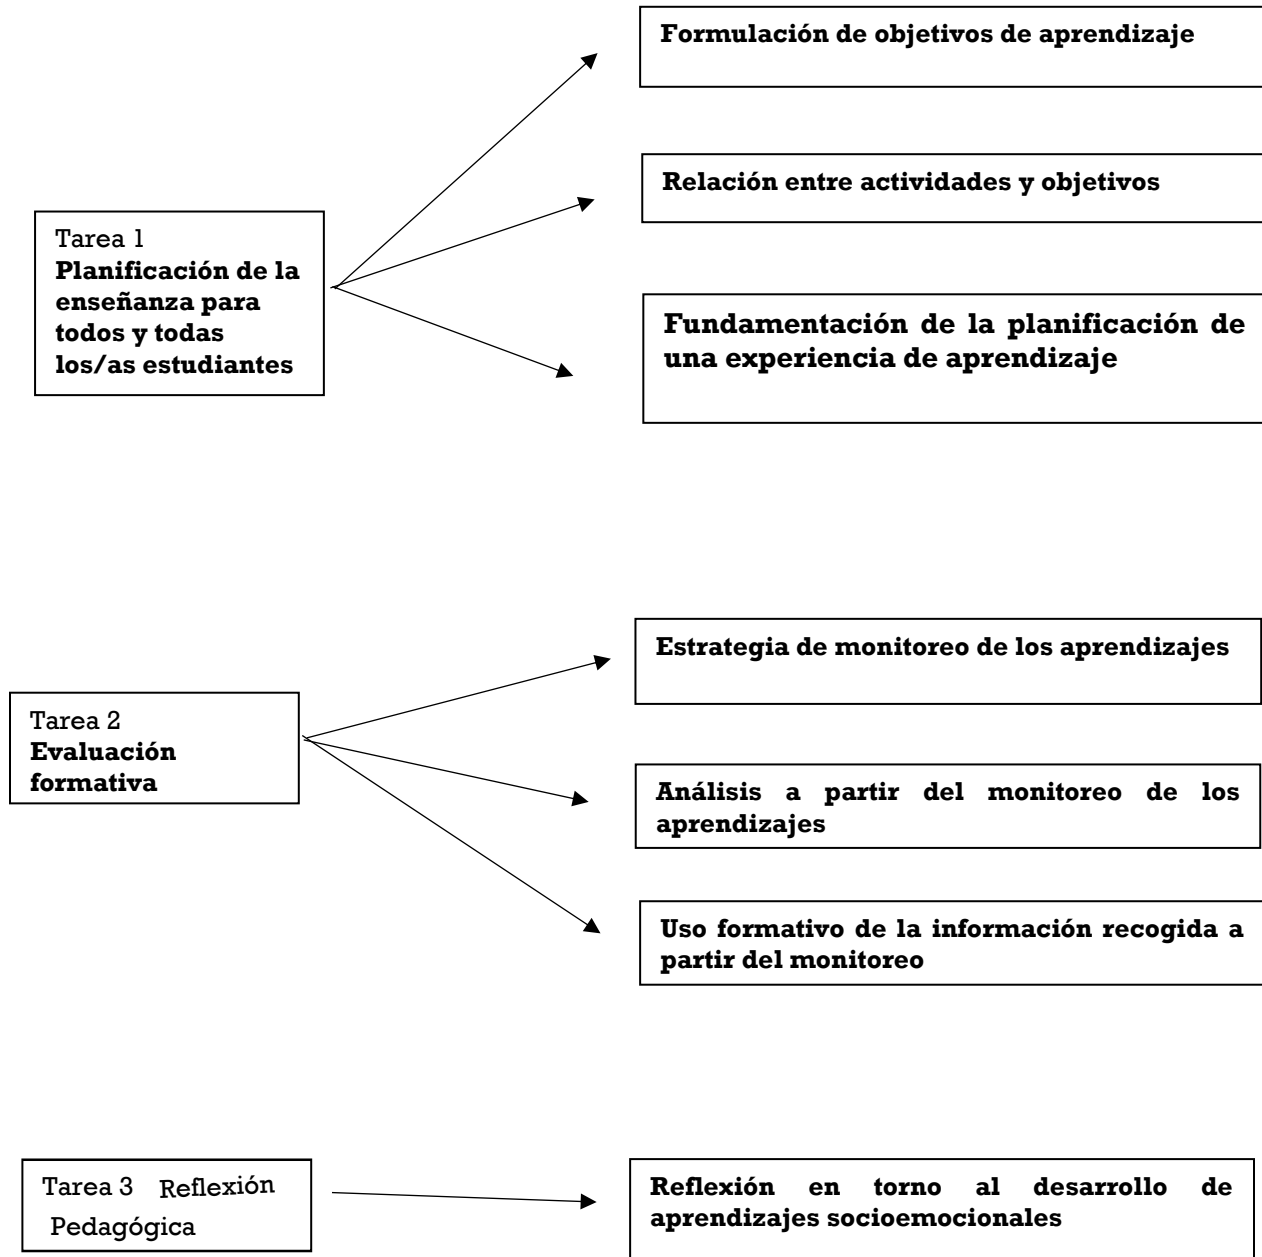 Formulación de objetivos de aprendizaje
Relación entre actividades y objetivos
Tarea 1
Planificación de la
enseñanza para
todos y todas
los/as estudiantes
Fundamentación de la planificación de
una experiencia de aprendizaje
Estrategia de monitoreo de los aprendizajes
Tarea 2
Evaluación
formativa
Análisis a partir del monitoreo de los
aprendizajes
Uso formativo de la información recogida a
partir del monitoreo
Tarea 3 Reflexión
Pedagógica
Reflexión en torno al desarrollo de
aprendizajes socioemocionales